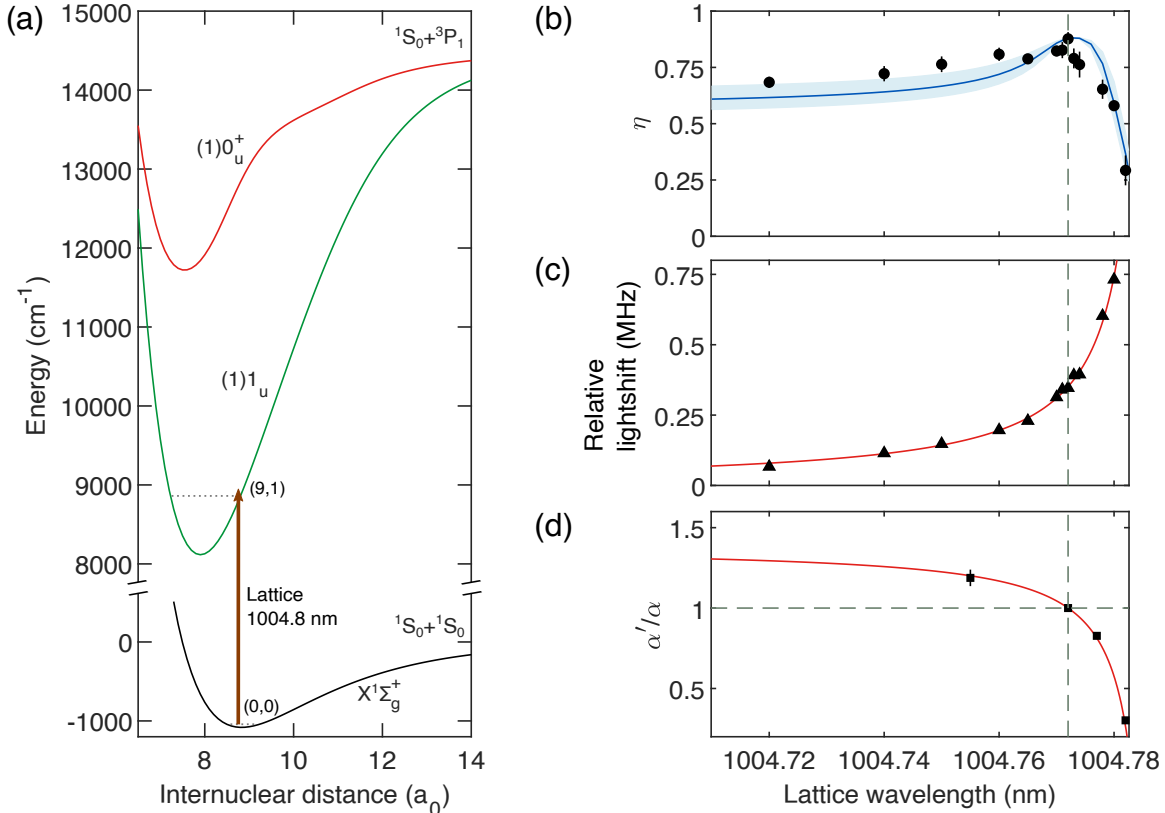 (a)
15000
14000
13000
12000
11000
10000
9000
8000
0
-1000
Energy (cm⁻¹)
¹S₀+³P₁
(1)0ᵤ⁺
(1)1ᵤ
(9,1)
Lattice
1004.8 nm
¹S₀+¹S₀
(0,0)
X¹Σg⁺
8 10 12 14
Internuclear distance (a₀)
(b)
1
0.75
0.5
0.25
1
η
(c)
0.75
0.5
0.25
0
Relative
lightshift (MHz)
(d)
1.5
1
0.5
α′/α
1004.72 1004.74 1004.76 1004.78
Lattice wavelength (nm)